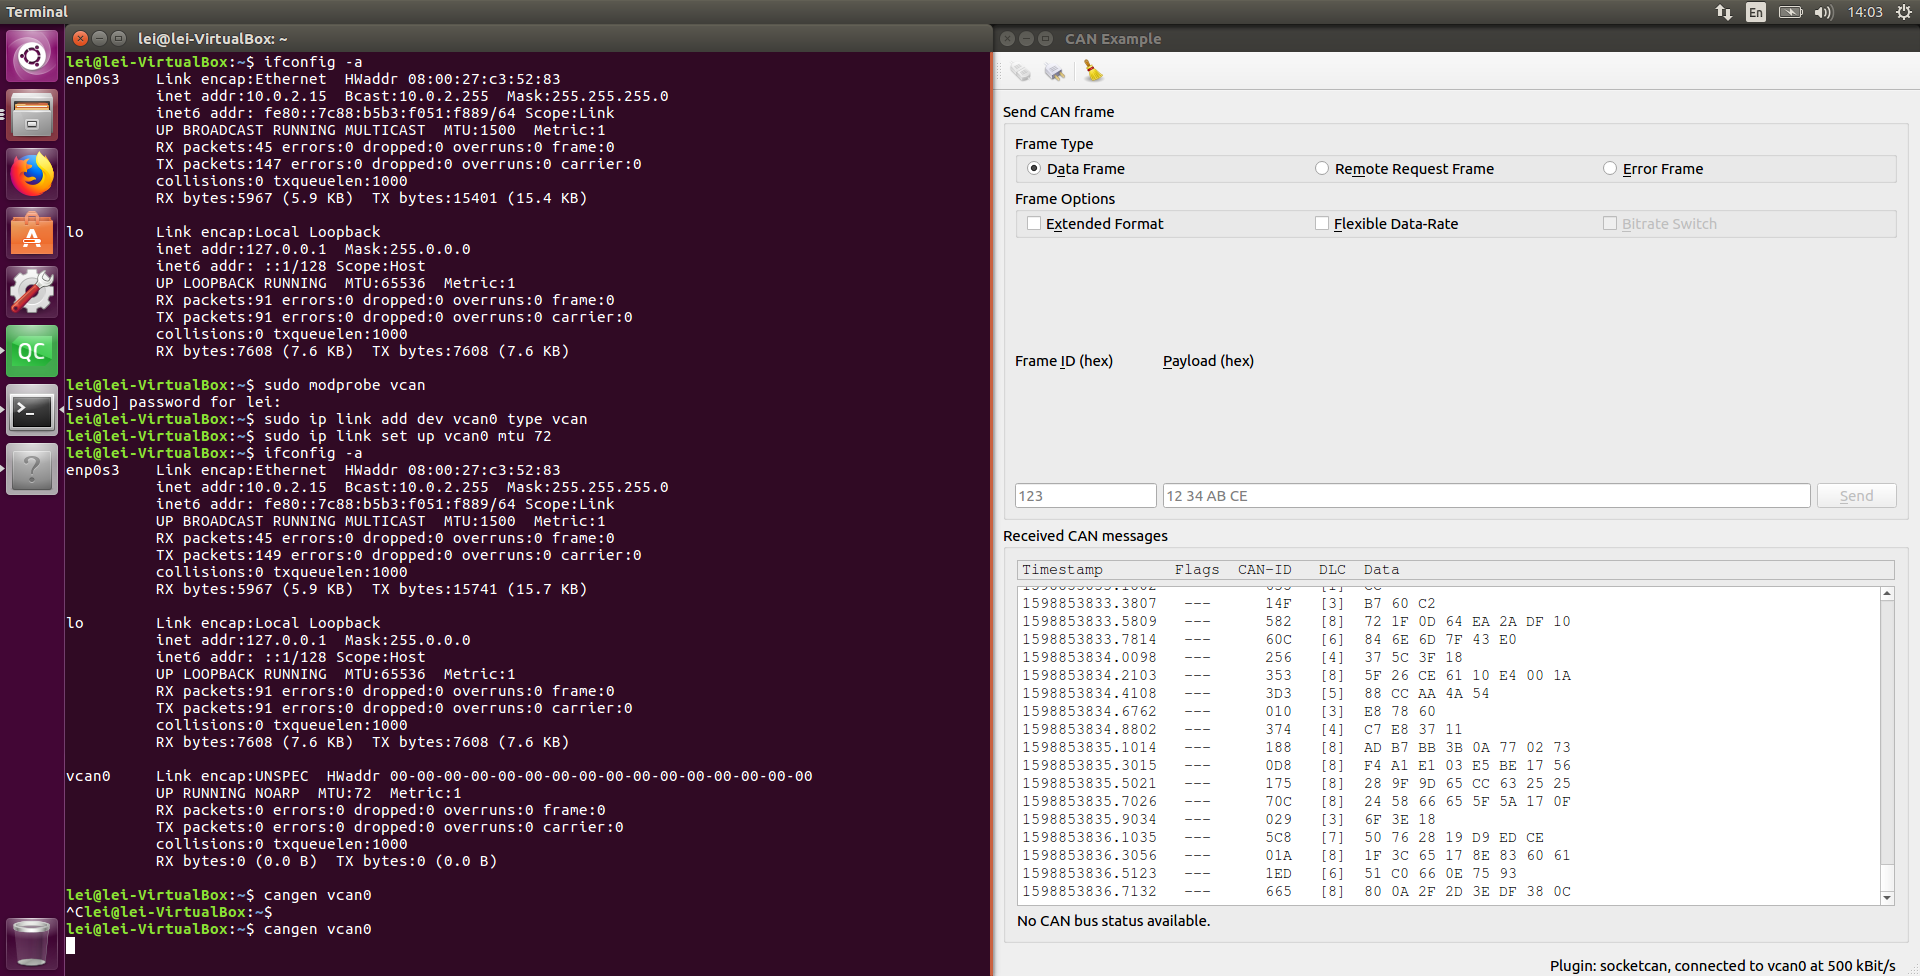 Terminal
En
14:03
lei@lei-VirtualBox: ~
lei@lei-VirtualBox:~$ ifconfig -a
enp0s3    Link encap:Ethernet  HWaddr 08:00:27:c3:52:83
          inet addr:10.0.2.15  Bcast:10.0.2.255  Mask:255.255.255.0
          inet6 addr: fe80::7c88:b5b3:f051:f889/64 Scope:Link
          UP BROADCAST RUNNING MULTICAST  MTU:1500  Metric:1
          RX packets:45 errors:0 dropped:0 overruns:0 frame:0
          TX packets:147 errors:0 dropped:0 overruns:0 carrier:0
          collisions:0 txqueuelen:1000
          RX bytes:5967 (5.9 KB)  TX bytes:15401 (15.4 KB)
lo        Link encap:Local Loopback
          inet addr:127.0.0.1  Mask:255.0.0.0
          inet6 addr: ::1/128 Scope:Host
          UP LOOPBACK RUNNING  MTU:65536  Metric:1
          RX packets:91 errors:0 dropped:0 overruns:0 frame:0
          TX packets:91 errors:0 dropped:0 overruns:0 carrier:0
          collisions:0 txqueuelen:1000
          RX bytes:7608 (7.6 KB)  TX bytes:7608 (7.6 KB)
lei@lei-VirtualBox:~$ sudo modprobe vcan
[sudo] password for lei:
lei@lei-VirtualBox:~$ sudo ip link add dev vcan0 type vcan
lei@lei-VirtualBox:~$ sudo ip link set up vcan0 mtu 72
lei@lei-VirtualBox:~$ ifconfig -a
enp0s3    Link encap:Ethernet  HWaddr 08:00:27:c3:52:83
          inet addr:10.0.2.15  Bcast:10.0.2.255  Mask:255.255.255.0
          inet6 addr: fe80::7c88:b5b3:f051:f889/64 Scope:Link
          UP BROADCAST RUNNING MULTICAST  MTU:1500  Metric:1
          RX packets:45 errors:0 dropped:0 overruns:0 frame:0
          TX packets:149 errors:0 dropped:0 overruns:0 carrier:0
          collisions:0 txqueuelen:1000
          RX bytes:5967 (5.9 KB)  TX bytes:15741 (15.7 KB)
lo        Link encap:Local Loopback
          inet addr:127.0.0.1  Mask:255.0.0.0
          inet6 addr: ::1/128 Scope:Host
          UP LOOPBACK RUNNING  MTU:65536  Metric:1
          RX packets:91 errors:0 dropped:0 overruns:0 frame:0
          TX packets:91 errors:0 dropped:0 overruns:0 carrier:0
          collisions:0 txqueuelen:1000
          RX bytes:7608 (7.6 KB)  TX bytes:7608 (7.6 KB)
vcan0     Link encap:UNSPEC  HWaddr 00-00-00-00-00-00-00-00-00-00-00-00-00-00-00-00
          UP RUNNING NOARP  MTU:72  Metric:1
          RX packets:0 errors:0 dropped:0 overruns:0 frame:0
          TX packets:0 errors:0 dropped:0 overruns:0 carrier:0
          collisions:0 txqueuelen:1000
          RX bytes:0 (0.0 B)  TX bytes:0 (0.0 B)
lei@lei-VirtualBox:~$ cangen vcan0
^Clei@lei-VirtualBox:~$
lei@lei-VirtualBox:~$ cangen vcan0
QC
CAN Example
Send CAN frame
Frame Type
Data Frame  Remote Request Frame  Error Frame
Frame Options
Extended Format  Flexible Data-Rate  Bitrate Switch
Frame ID (hex)  Payload (hex)
123  12 34 AB CE  Send
Received CAN messages
Timestamp  Flags  CAN-ID  DLC  Data
1598853833.3807  ---  14F  [3]  B7 60 C2
1598853833.5809  ---  582  [8]  72 1F 0D 64 EA 2A DF 10
1598853833.7814  ---  60C  [6]  84 6E 6D 7F 43 E0
1598853834.0098  ---  256  [4]  37 5C 3F 18
1598853834.2103  ---  353  [8]  5F 26 CE 61 10 E4 00 1A
1598853834.4108  ---  3D3  [5]  88 CC AA 4A 54
1598853834.6762  ---  010  [3]  E8 78 60
1598853834.8802  ---  374  [4]  C7 E8 37 11
1598853835.1014  ---  188  [8]  AD B7 BB 3B 0A 77 02 73
1598853835.3015  ---  0D8  [8]  F4 A1 E1 03 E5 BE 17 56
1598853835.5021  ---  175  [8]  28 9F 9D 65 CC 63 25 25
1598853835.7026  ---  70C  [8]  24 58 66 65 5F 5A 17 0F
1598853835.9034  ---  029  [3]  6F 3E 18
1598853836.1035  ---  5C8  [7]  50 76 28 19 D9 ED CE
1598853836.3056  ---  01A  [8]  1F 3C 65 17 8E 83 60 61
1598853836.5123  ---  1ED  [6]  51 C0 66 0E 75 93
1598853836.7132  ---  665  [8]  80 0A 2F 2D 3E DF 38 0C
No CAN bus status available.
Plugin: socketcan, connected to vcan0 at 500 kBit/s